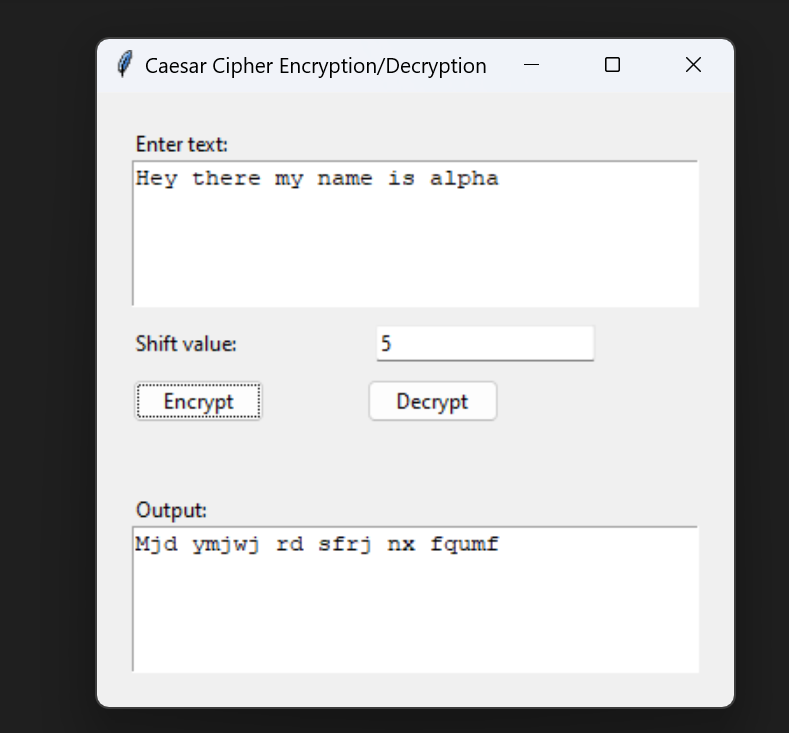 Caesar Cipher Encryption/Decryption
Enter text:
Hey there my name is alpha
Shift value: 5
Encrypt Decrypt
Output:
Mjd ymjwj rd sfrj nx fqumf